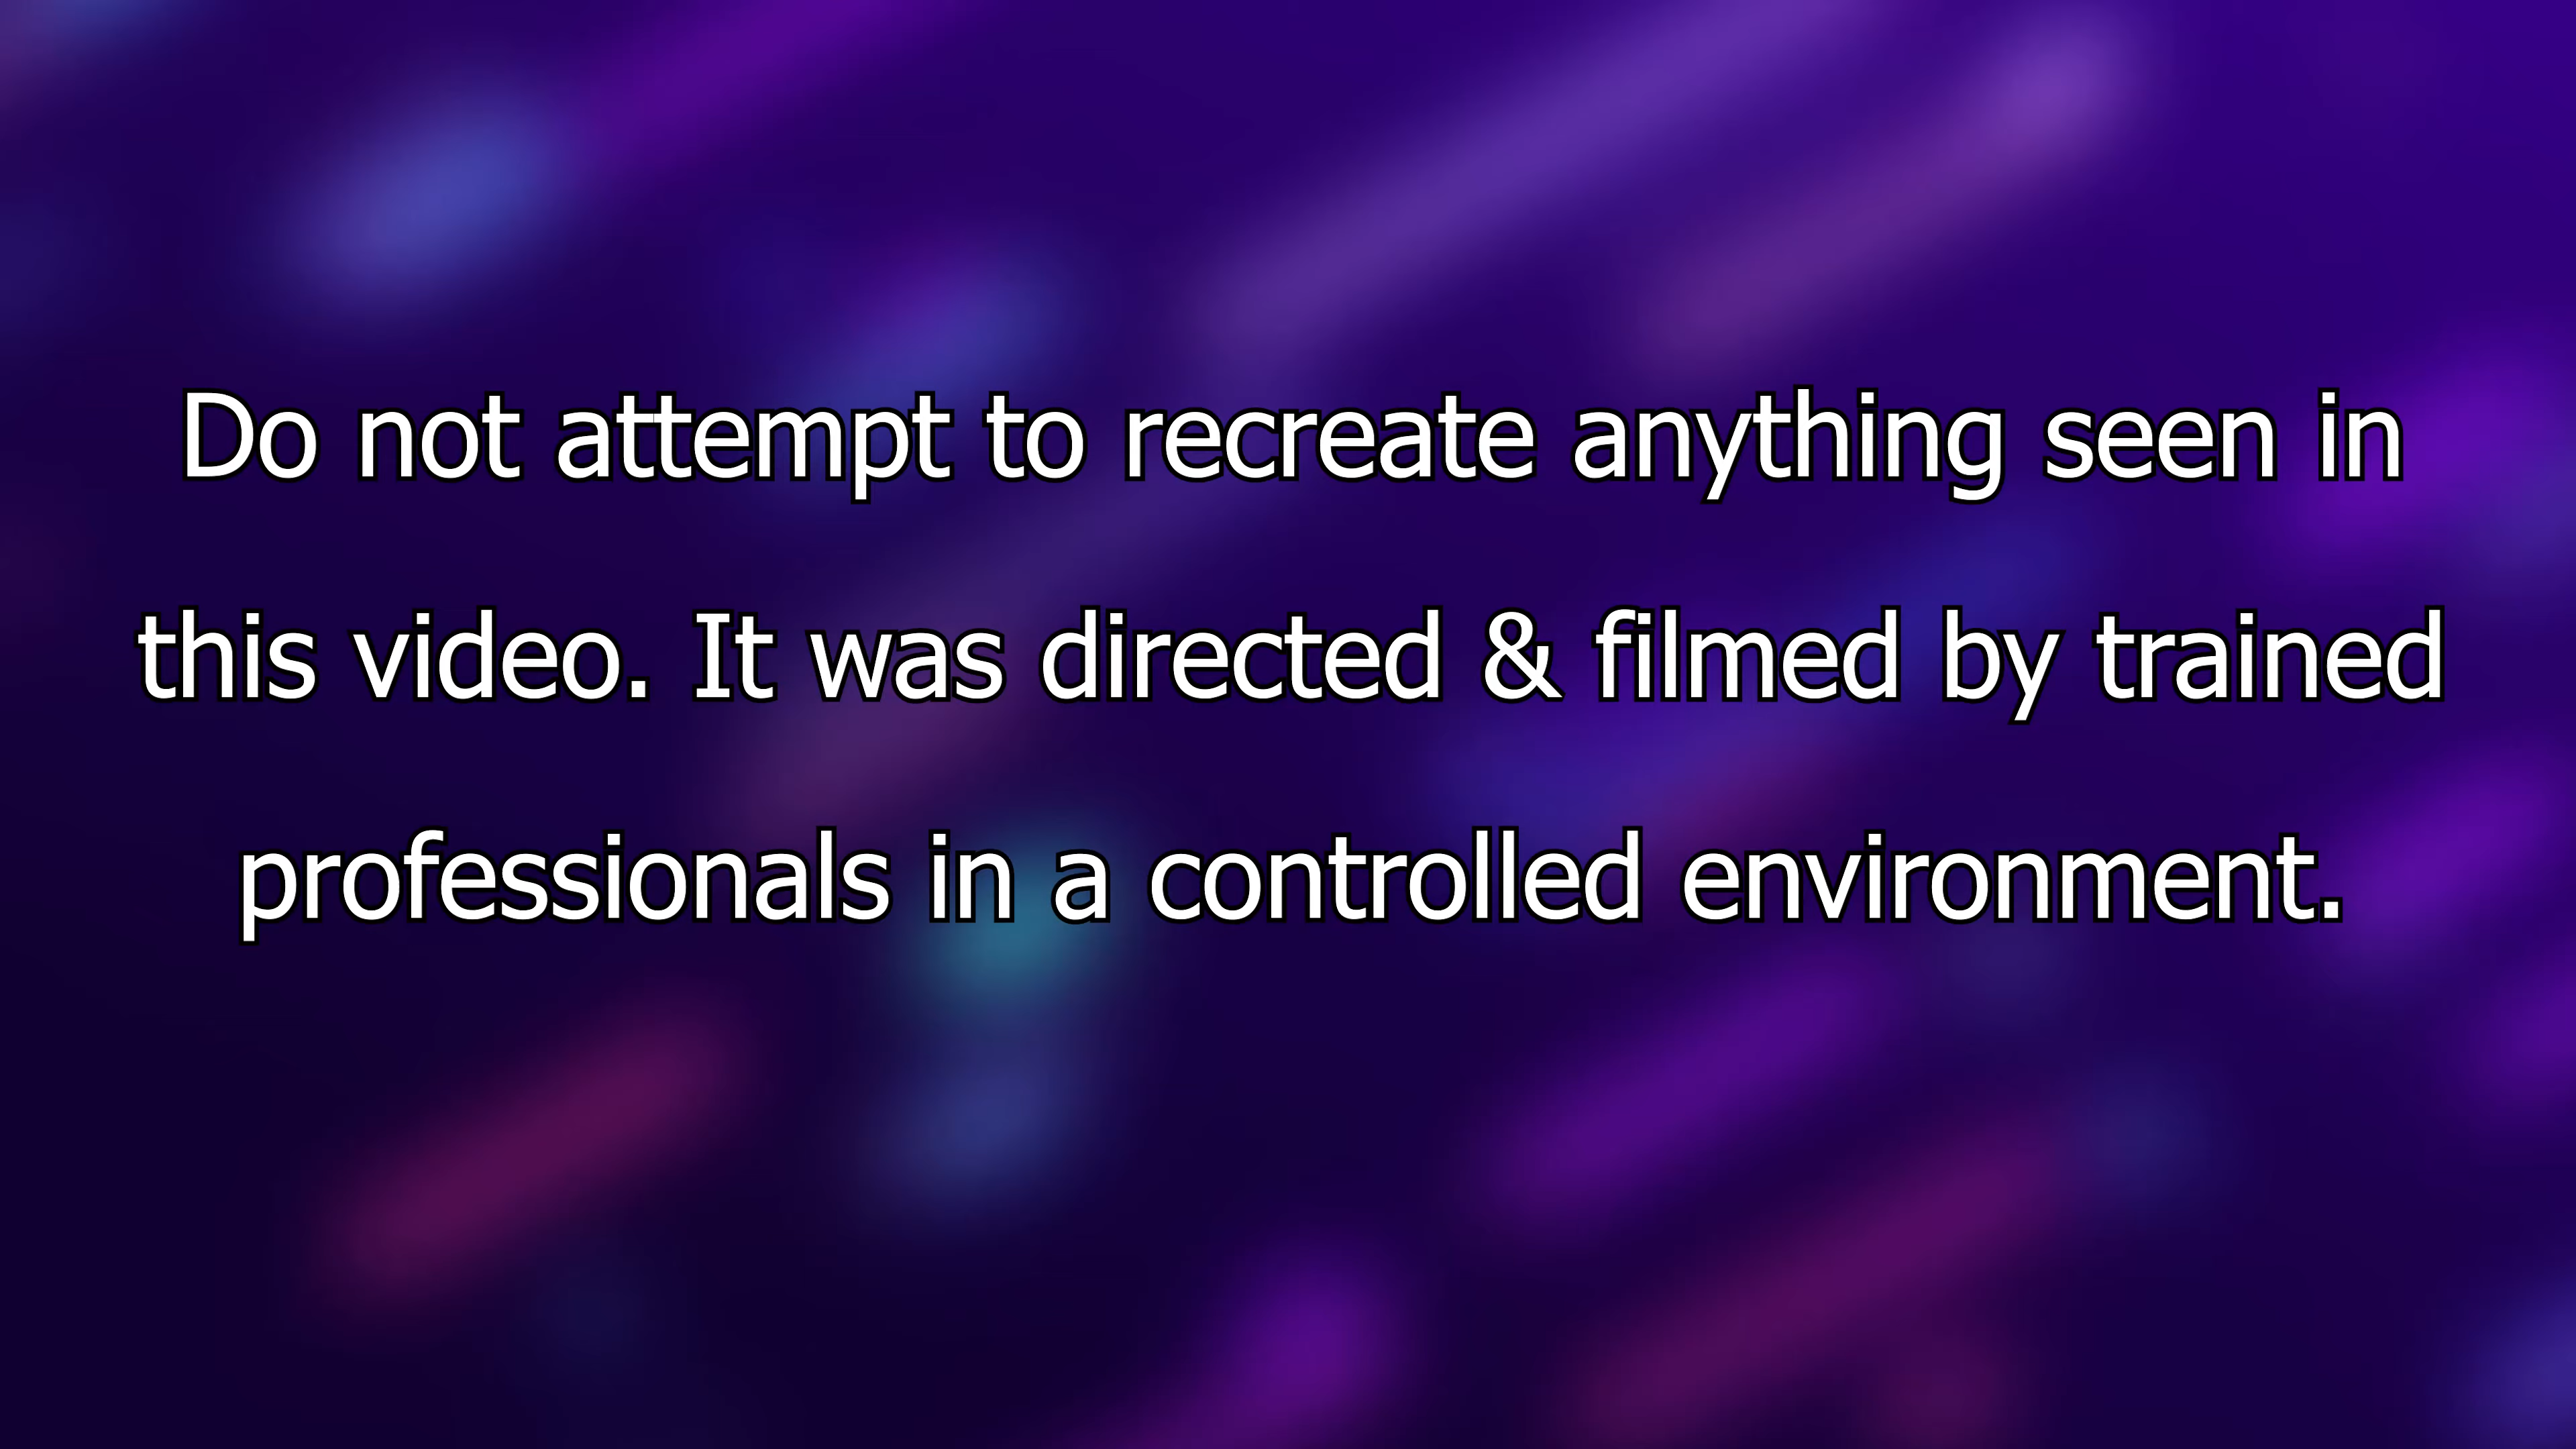 Do not attempt to recreate anything seen in
this video. It was directed & filmed by trained
professionals in a controlled environment.